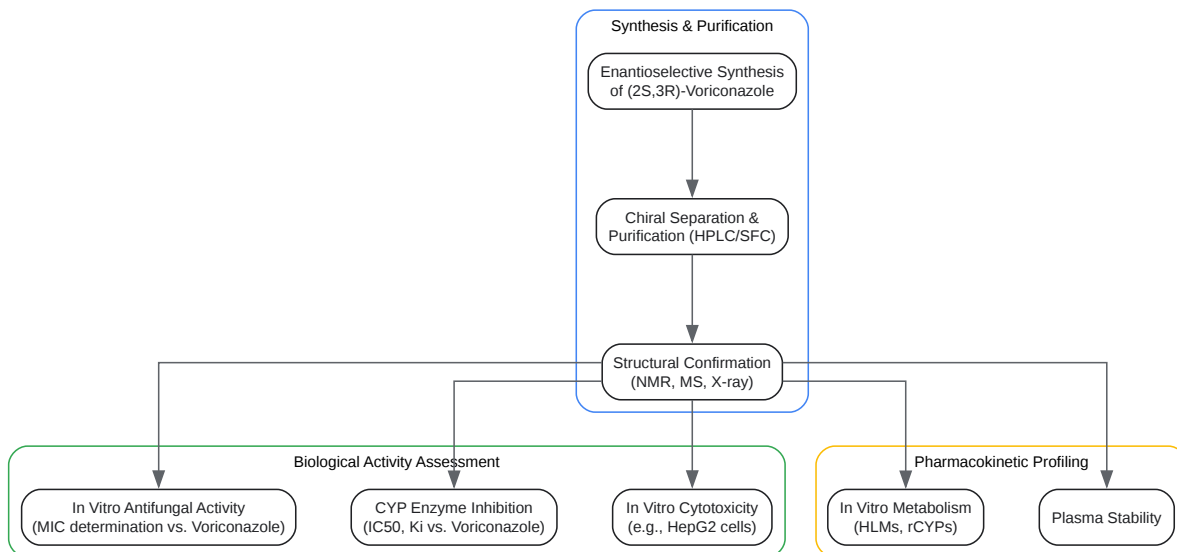 Synthesis & Purification
Enantioselective Synthesis
of (2S,3R)-Voriconazole
Chiral Separation &
Purification (HPLC/SFC)
Structural Confirmation
(NMR, MS, X-ray)
Biological Activity Assessment
In Vitro Antifungal Activity
(MIC determination vs. Voriconazole)
CYP Enzyme Inhibition
(IC50, Ki vs. Voriconazole)
In Vitro Cytotoxicity
(e.g., HepG2 cells)
Pharmacokinetic Profiling
In Vitro Metabolism
(HLMs, rCYPs)
Plasma Stability